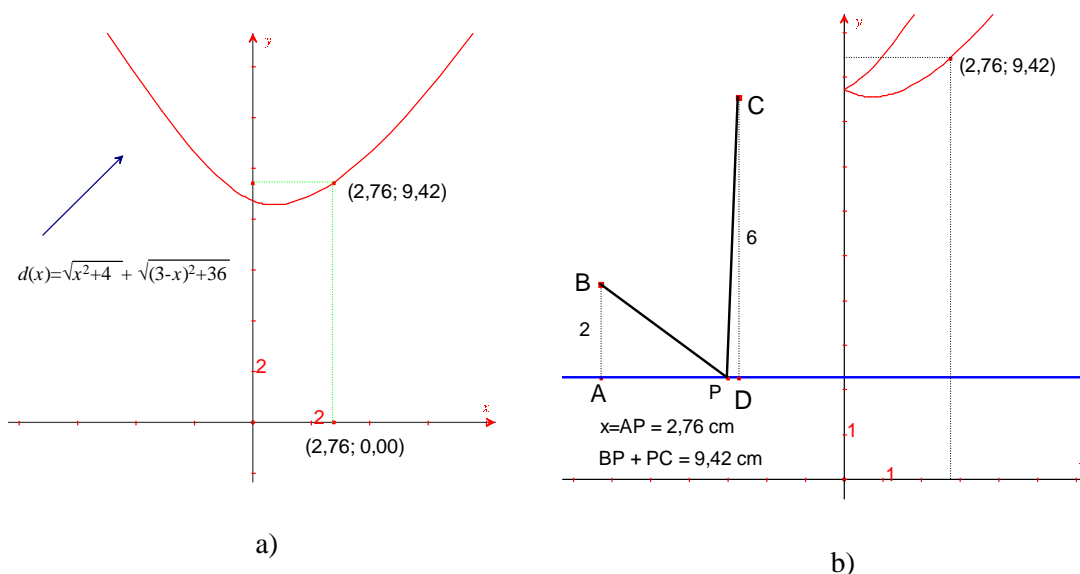 y
(2,76; 9,42)
d(x)=√x²+4 + √(3-x)²+36
2
x
2
(2,76; 0,00)
a)
y
(2,76; 9,42)
C
6
B
2
A
P
D
x=AP = 2,76 cm
BP + PC = 9,42 cm
1
1
b)